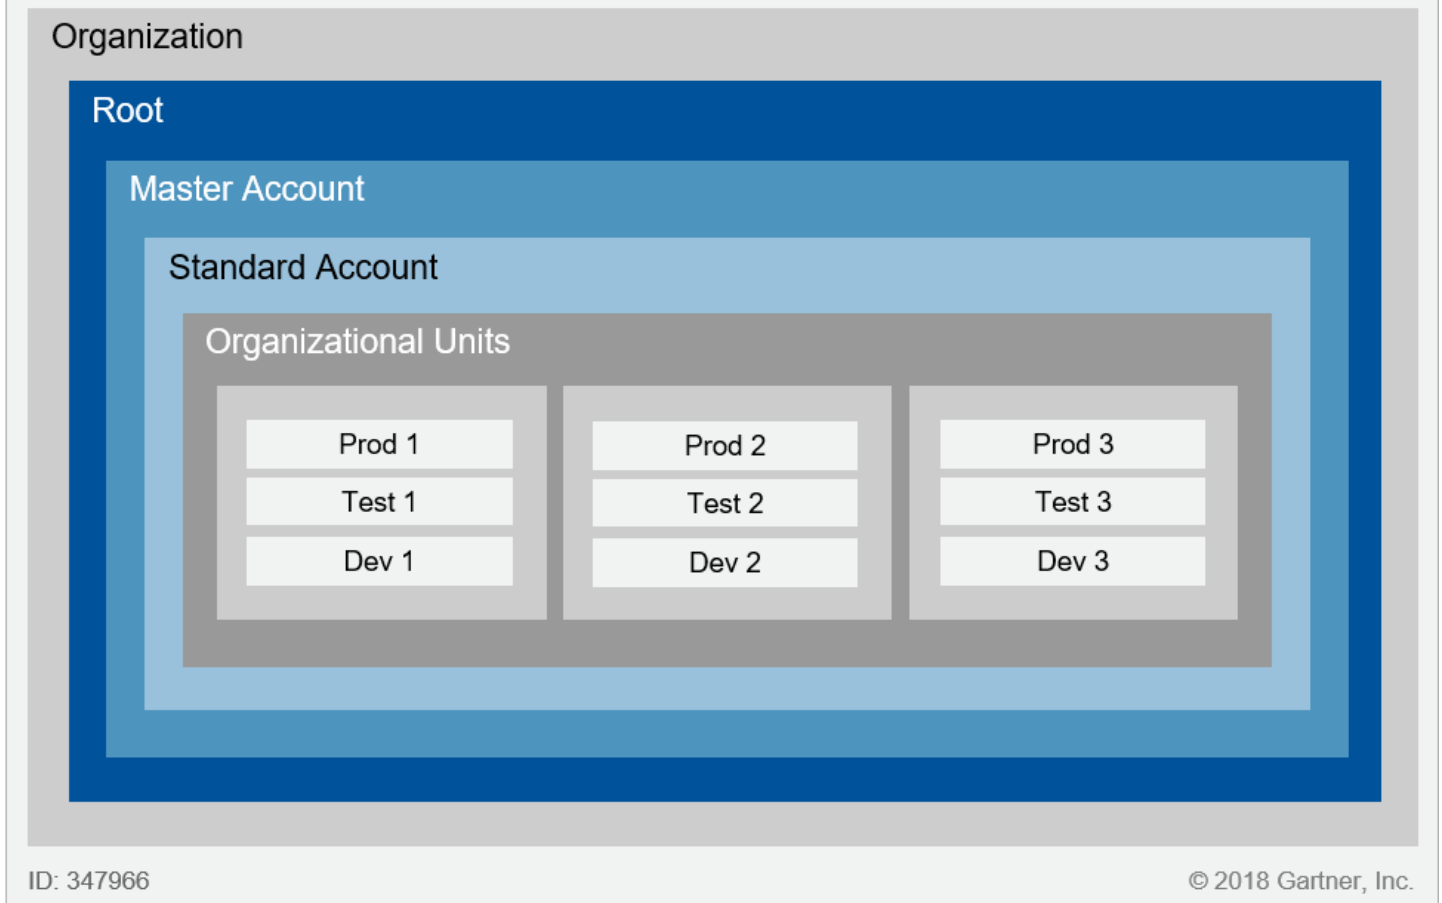 Organization
Root
Master Account
Standard Account
Organizational Units
Prod 1
Test 1
Dev 1
Prod 2
Test 2
Dev 2
Prod 3
Test 3
Dev 3
ID: 347966
© 2018 Gartner, Inc.